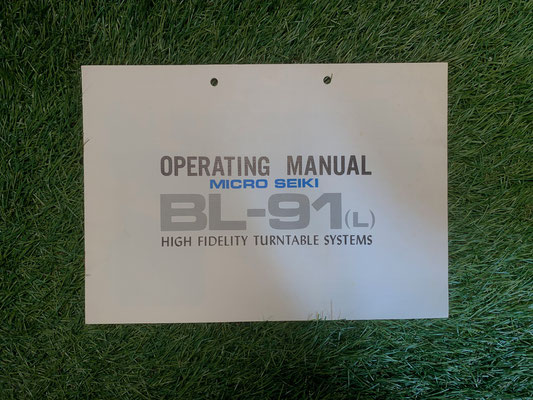 OPERATING MANUAL
MICRO SEIKI
BL-91(L)
HIGH FIDELITY TURNTABLE SYSTEMS